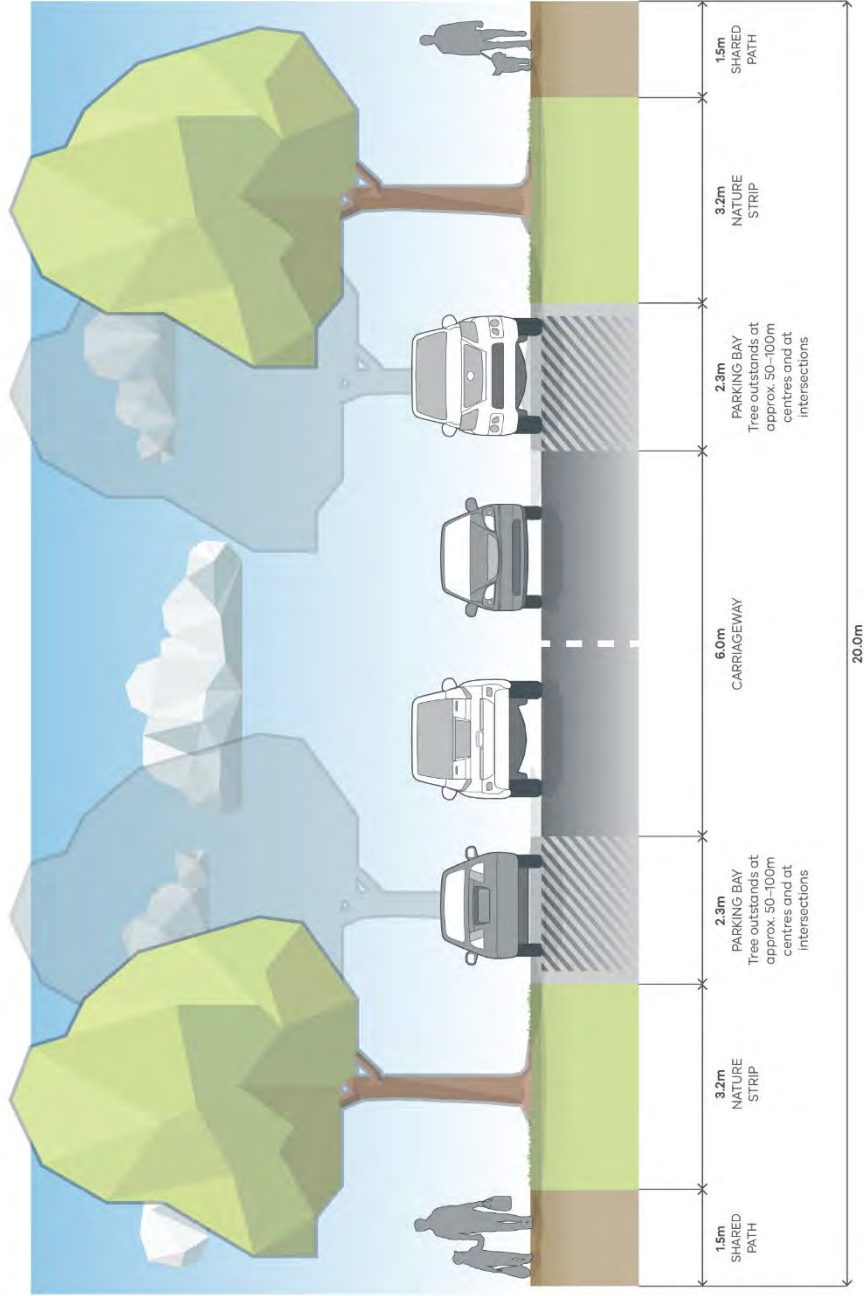 1.5m
SHARED
PATH
3.2m
NATURE
STRIP
2.3m
PARKING BAY
Tree outstands at
approx. 50–100m
centres and at
intersections
6.0m
CARRIAGEWAY
2.3m
PARKING BAY
Tree outstands at
approx. 50–100m
centres and at
intersections
3.2m
NATURE
STRIP
1.5m
SHARED
PATH
20.0m